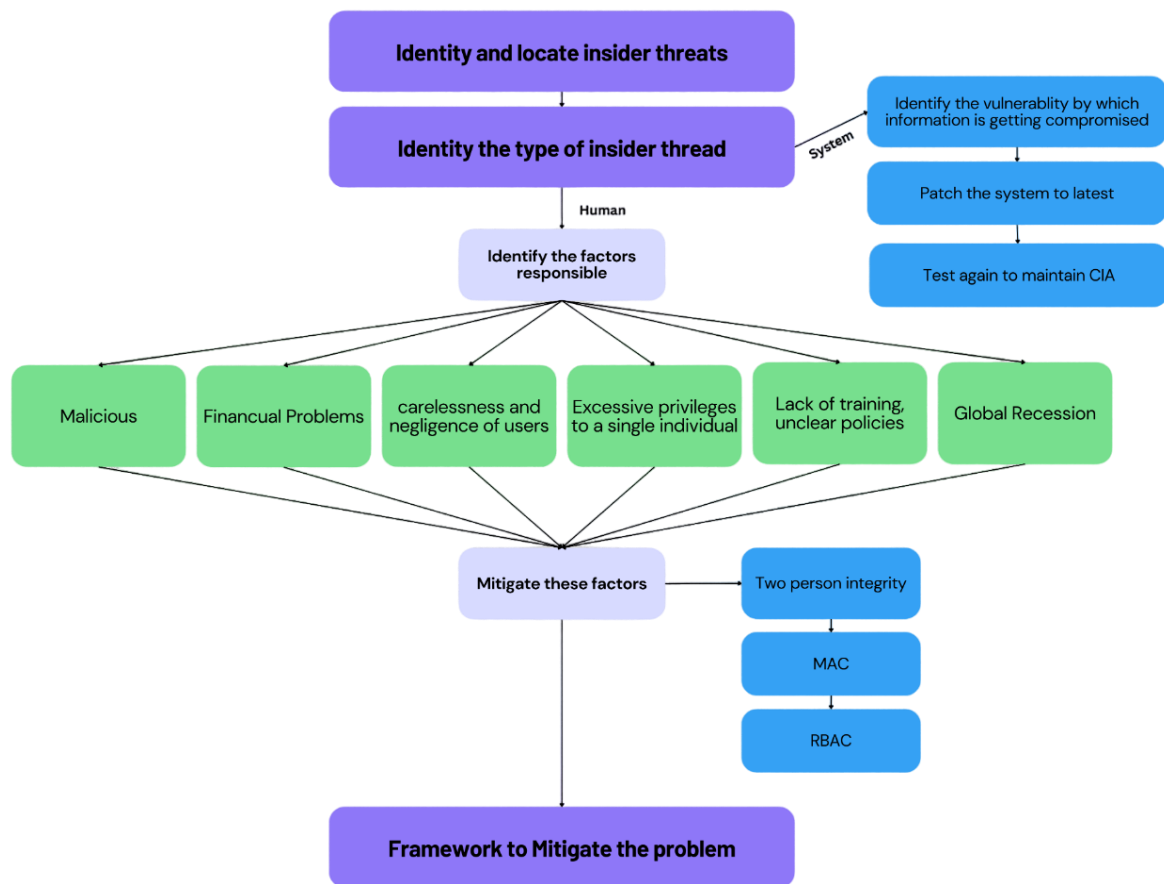 Identity and locate insider threats
Identity the type of insider thread
System
Identify the vulnerablity by which
information is getting compromised
Patch the system to latest
Test again to maintain CIA
Human
Identify the factors
responsible
Malicious
Financual Problems
carelessness and
negligence of users
Excessive privileges
to a single individual
Lack of training,
unclear policies
Global Recession
Mitigate these factors
Two person integrity
MAC
RBAC
Framework to Mitigate the problem